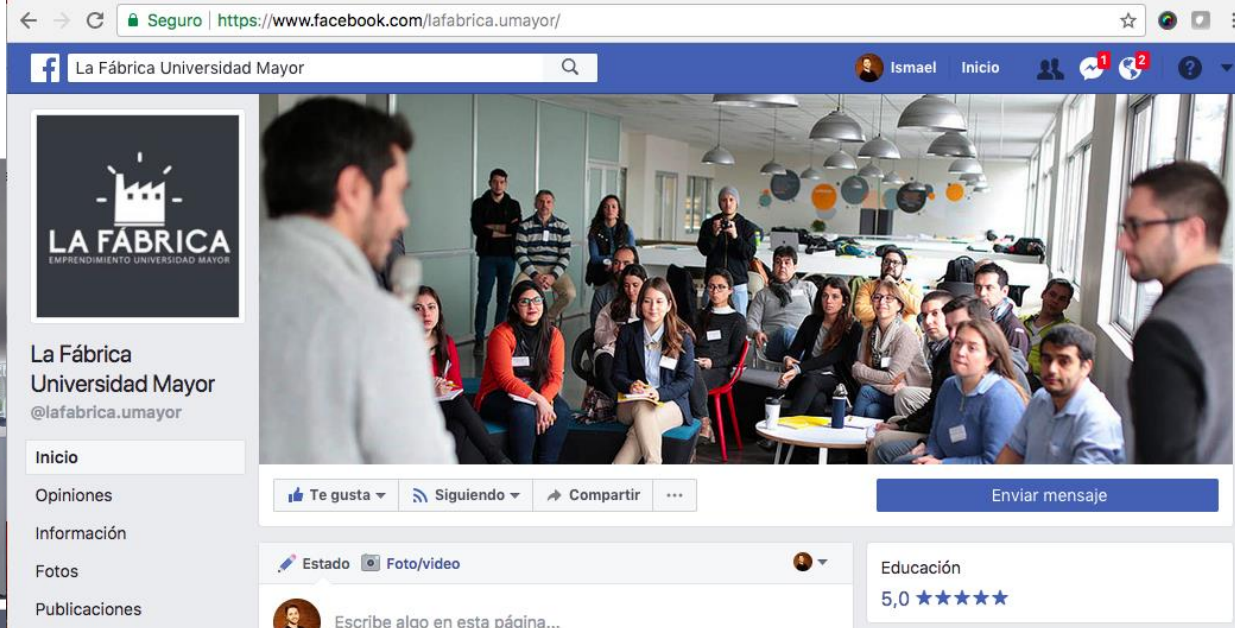 Seguro | https://www.facebook.com/lafabrica.umayor/
La Fábrica Universidad Mayor
Ismael Inicio
1
2
?
LA FÁBRICA
EMPRENDIMIENTO UNIVERSIDAD MAYOR
La Fábrica
Universidad Mayor
@lafabrica.umayor
Inicio
Opiniones
Información
Fotos
Publicaciones
Te gusta
Siguiendo
Compartir
...
Enviar mensaje
Estado
Foto/video
Escribe algo en esta página...
Educación
5,0 ★★★★★